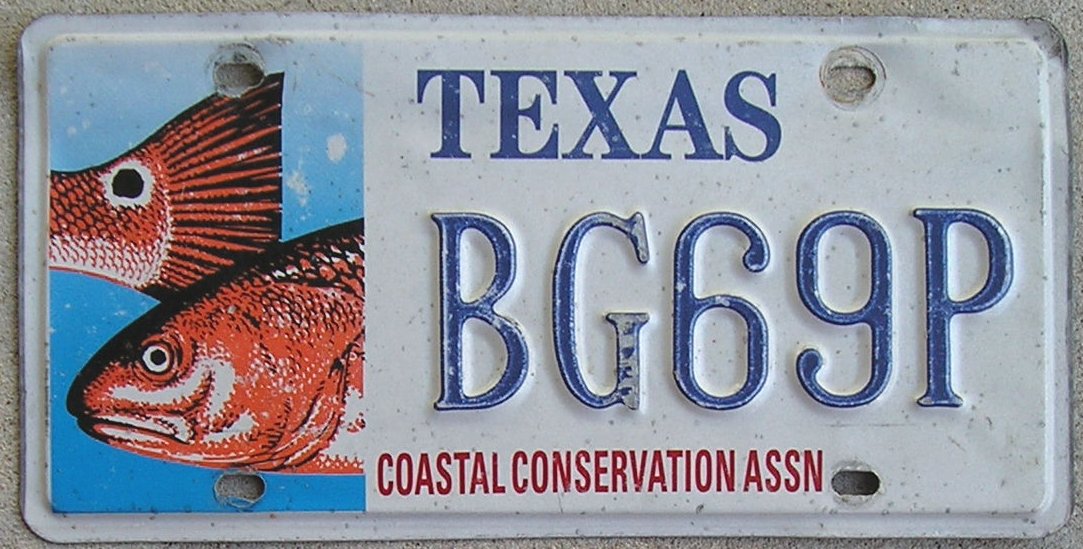 TEXAS
BG69P
COASTAL CONSERVATION ASSN